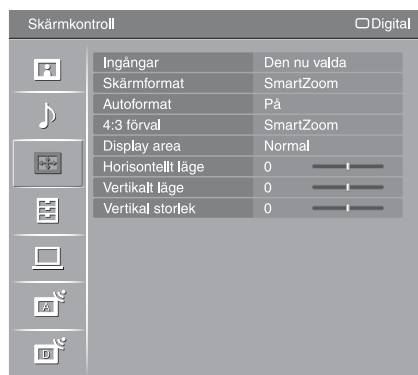 Skärmkontroll Digital
Ingångar Den nu valda
Skärmformat SmartZoom
Autoformat På
4:3 förval SmartZoom
Display area Normal
Horisontellt läge 0
Vertikalt läge 0
Vertikal storlek 0
A
D